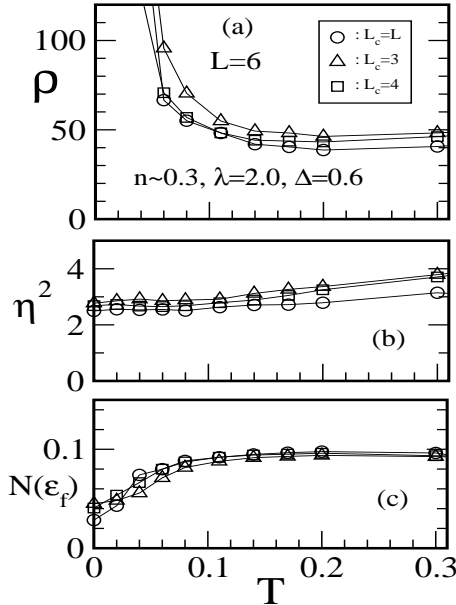 (a)
L=6
: L_c=L
: L_c=3
: L_c=4
ρ
100
50
0
n~0.3, λ=2.0, Δ=0.6
η²
4
2
0
(b)
N(ε_f)
0.1
0
(c)
0 0.1 0.2 0.3
T